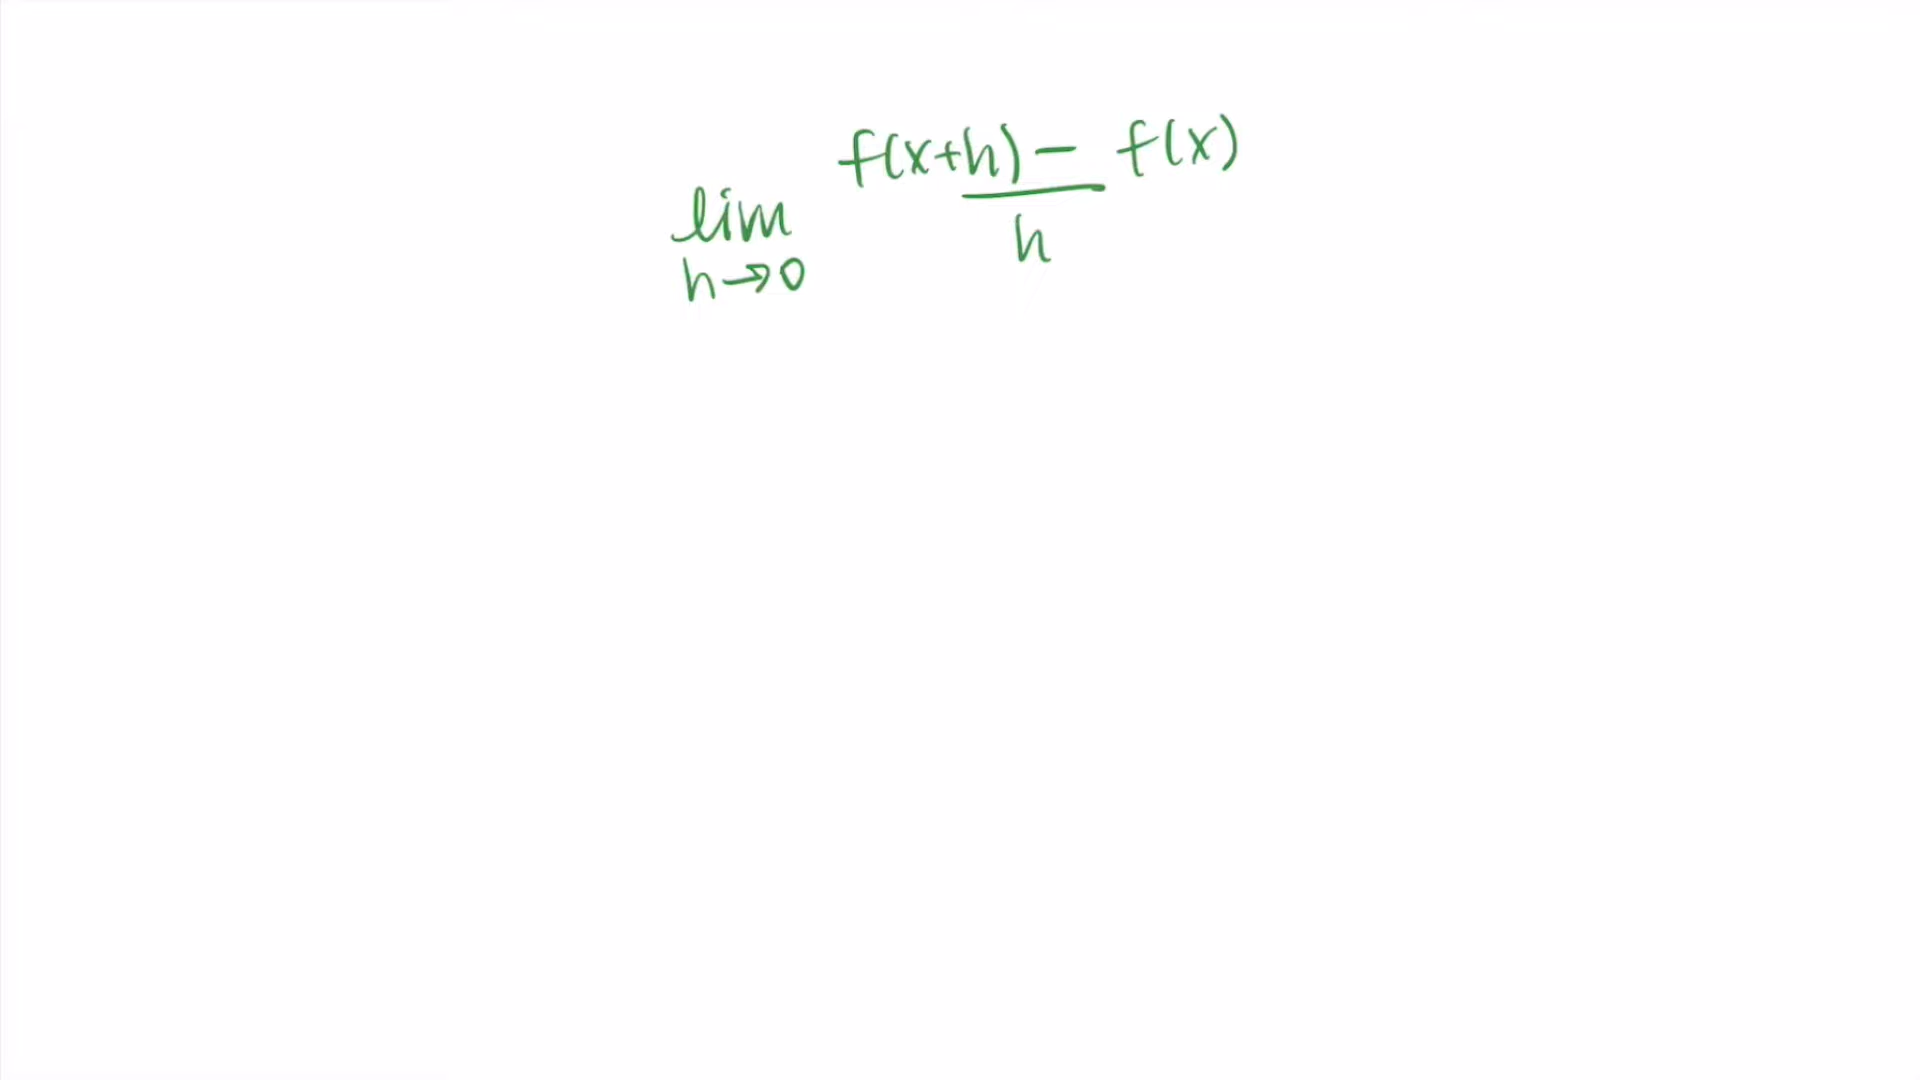 f(x+h) - f(x)
lim
h
h→0